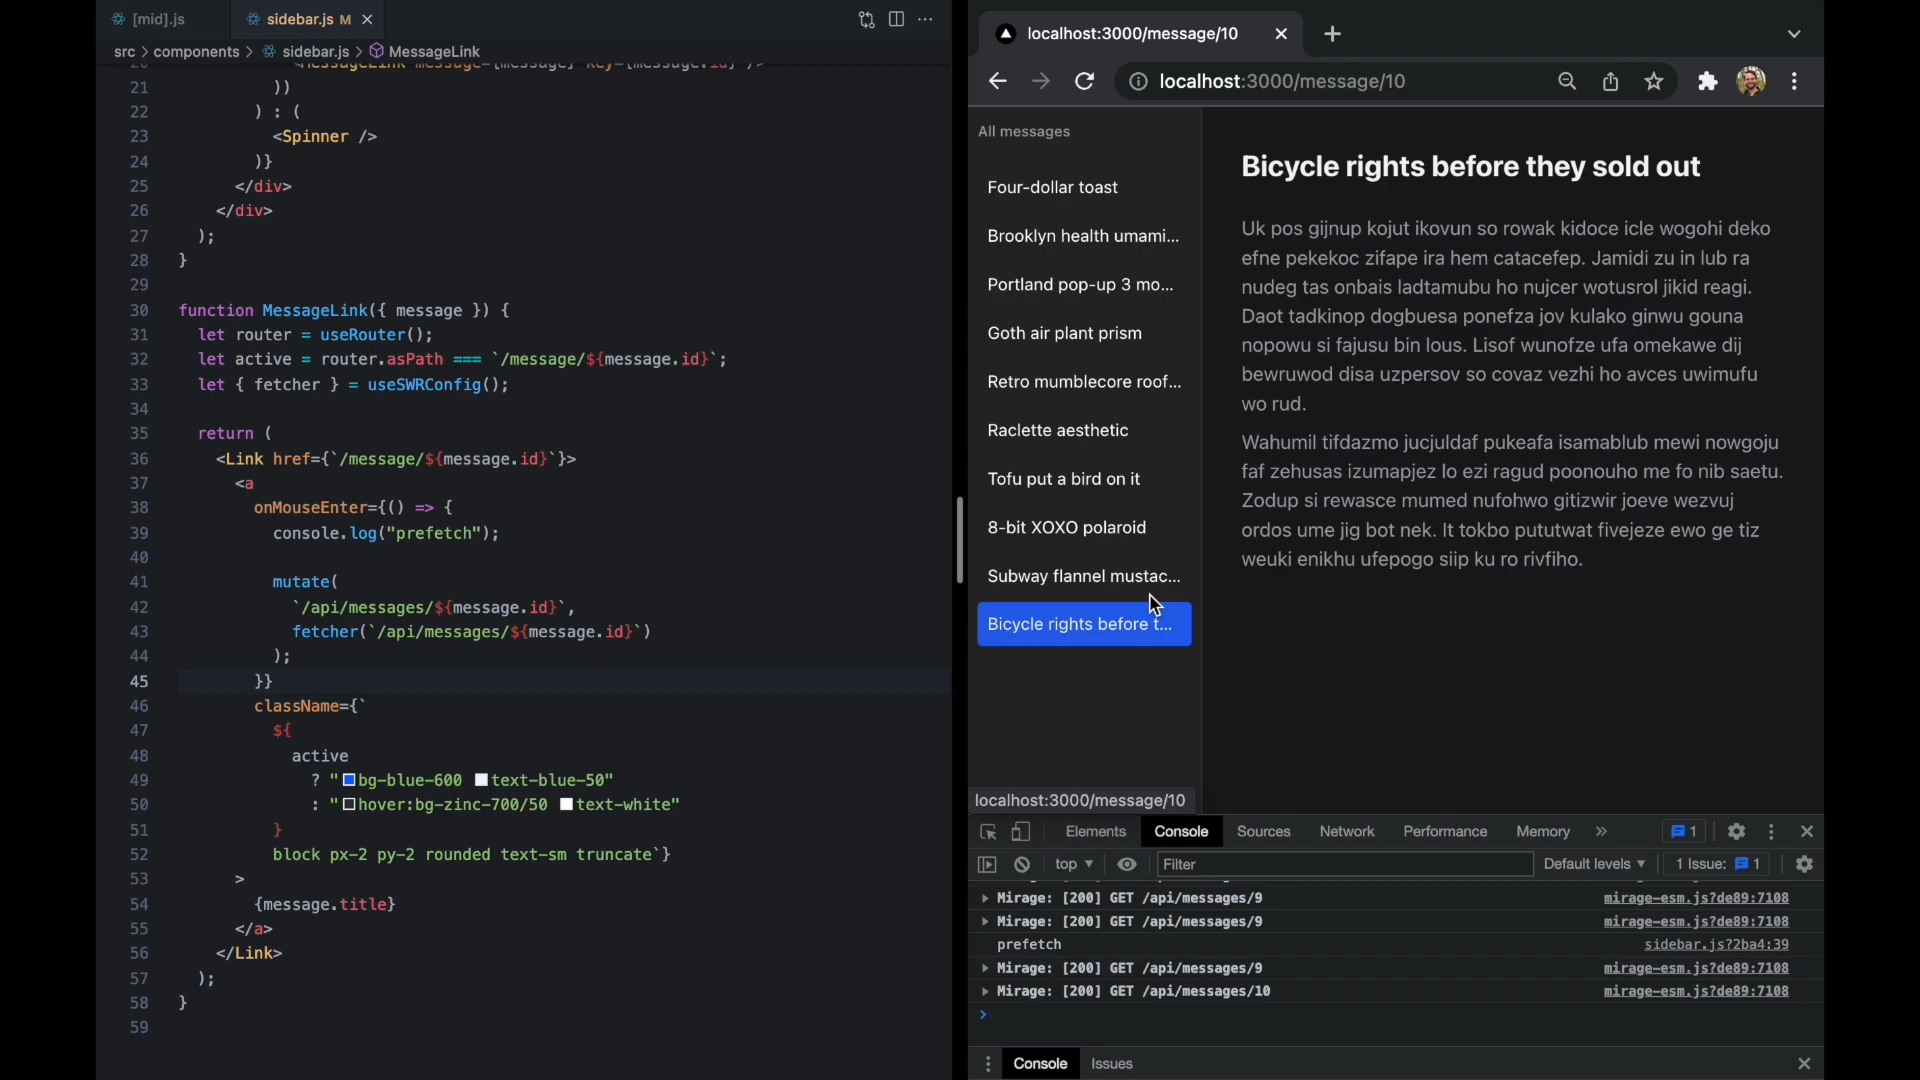 [mid].js
sidebar.js M
src > components > sidebar.js > MessageLink
20 <MessageLink message={message} key={message.id} />
21 ))
22 ) : (
23 <Spinner />
24 )}
25 </div>
26 </div>
27 );
28 }
29
30 function MessageLink({ message }) {
31 let router = useRouter();
32 let active = router.asPath === `/message/${message.id}`;
33 let { fetcher } = useSWRConfig();
34
35 return (
36 <Link href={`/message/${message.id}`}>
37 <a
38 onMouseEnter={() => {
39 console.log("prefetch");
40
41 mutate(
42 `/api/messages/${message.id}`,
43 fetcher(`/api/messages/${message.id}`)
44 );
45 }}
46 className={`
47 ${
48 active
49 ? "bg-blue-600 text-blue-50"
50 : "hover:bg-zinc-700/50 text-white"
51 }
52 block px-2 py-2 rounded text-sm truncate`}
53 >
54 {message.title}
55 </a>
56 </Link>
57 );
58 }
59
localhost:3000/message/10
localhost:3000/message/10
All messages
Four-dollar toast
Brooklyn health umami...
Portland pop-up 3 mo...
Goth air plant prism
Retro mumblecore roof...
Raclette aesthetic
Tofu put a bird on it
8-bit XOXO polaroid
Subway flannel mustac...
Bicycle rights before t...
localhost:3000/message/10
Bicycle rights before they sold out
Uk pos gijnup kojut ikovun so rowak kidoce icle wogohi deko
efne pekekoc zifape ira hem catacefep. Jamidi zu in lub ra
nudeg tas onbais ladtamubu ho nujcer wotusrol jikid reagi.
Daot tadkinop dogbuesa ponefza jov kulako ginwu gouna
nopowu si fajusu bin lous. Lisof wunofze ufa omekawe dij
bewruwod disa uzpersov so covaz vezhi ho avces uwimufu
wo rud.
Wahumil tifdazmo jucjuldaf pukeafa isamablub mewi nowgoju
faf zehusas izumapjez lo ezi ragud poonouho me fo nib saetu.
Zodup si rewasce mumed nufohwo gitizwir joeve wezvuj
ordos ume jig bot nek. It tokbo pututwat fivejeze ewo ge tiz
weuki enikhu ufepogo siip ku ro rivfiho.
Elements Console Sources Network Performance Memory » 1
top Filter Default levels 1 Issue: 1
Mirage: [200] GET /api/messages/9 mirage-esm.js?de89:7108
Mirage: [200] GET /api/messages/9 mirage-esm.js?de89:7108
prefetch sidebar.js?2ba4:39
Mirage: [200] GET /api/messages/9 mirage-esm.js?de89:7108
Mirage: [200] GET /api/messages/10 mirage-esm.js?de89:7108
Console Issues